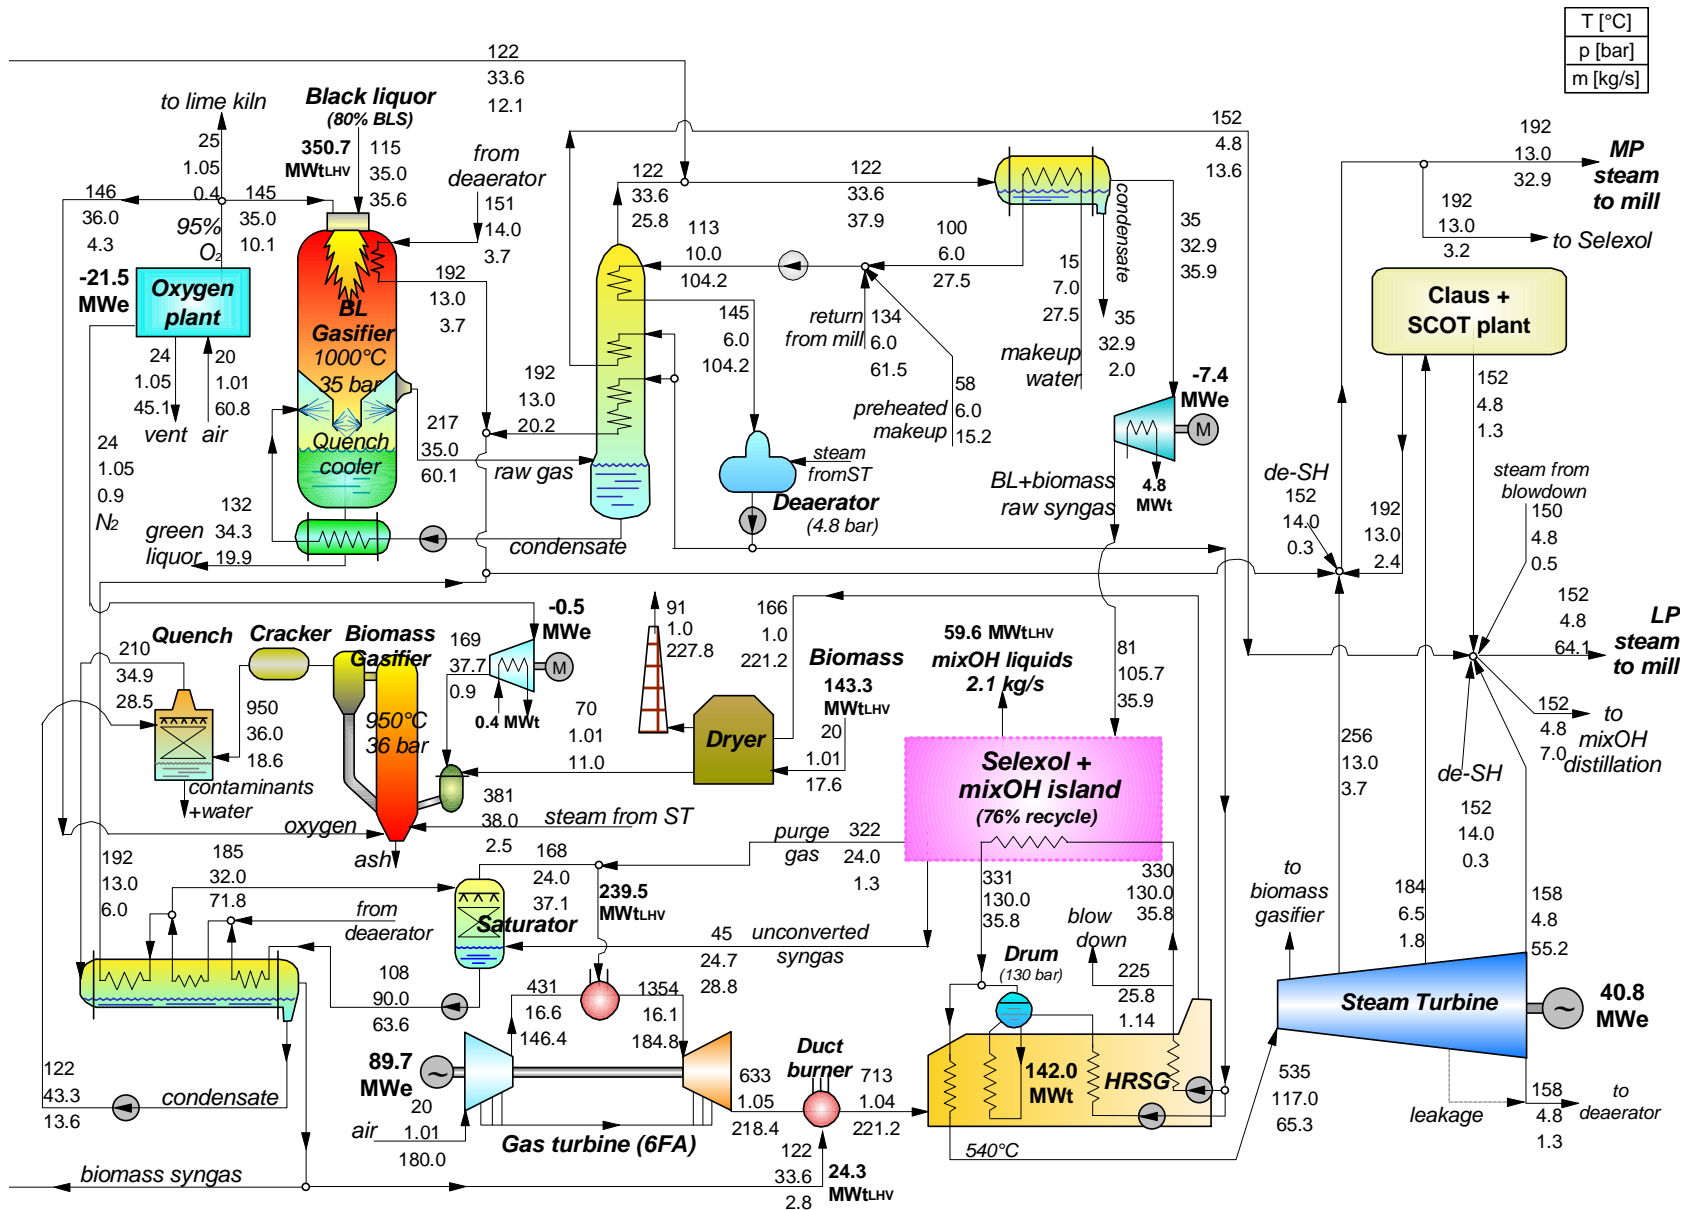 T [°C]
p [bar]
m [kg/s]
122
33.6
12.1
to lime kiln
25
1.05
0.4
Black liquor
(80% BLS)
350.7
MWtLHV
115
35.0
35.6
from
deaerator
151
14.0
3.7
146
36.0
4.3
145
35.0
10.1
95%
O2
-21.5
MWe
Oxygen
plant
24
1.05
45.1
vent
20
1.01
60.8
air
24
1.05
0.9
N2
BL
Gasifier
1000°C
35 bar
Quench
cooler
192
13.0
3.7
217
35.0
60.1
raw gas
132
34.3
19.9
green
liquor
condensate
122
33.6
25.8
113
10.0
104.2
192
13.0
20.2
145
6.0
104.2
122
33.6
37.9
100
6.0
27.5
return
from mill
134
6.0
61.5
preheated
makeup
58
6.0
15.2
15
7.0
27.5
makeup
water
condensate
35
32.9
2.0
35
32.9
35.9
152
4.8
13.6
steam
fromST
Deaerator
(4.8 bar)
-7.4
MWe
M
4.8
MWt
BL+biomass
raw syngas
192
13.0
32.9
MP
steam
to mill
192
13.0
3.2
to Selexol
Claus +
SCOT plant
152
4.8
1.3
de-SH
152
14.0
0.3
192
13.0
2.4
steam from
blowdown
150
4.8
0.5
152
4.8
64.1
LP
steam
to mill
152
4.8
7.0
to
mixOH
distillation
de-SH
152
14.0
0.3
256
13.0
3.7
Quench
Cracker
Biomass
Gasifier
210
34.9
28.5
950
36.0
18.6
950°C
36 bar
contaminants
+water
oxygen
ash
169
37.7
0.9
-0.5
MWe
M
0.4 MWt
70
1.01
11.0
381
38.0
2.5
steam from ST
91
1.0
227.8
166
1.0
221.2
Dryer
Biomass
143.3
MWtLHV
20
1.01
17.6
59.6 MWtLHV
mixOH liquids
2.1 kg/s
81
105.7
35.9
Selexol +
mixOH island
(76% recycle)
purge
gas
322
24.0
1.3
192
13.0
6.0
185
32.0
71.8
from
deaerator
168
24.0
37.1
239.5
MWtLHV
Saturator
45
24.7
28.8
unconverted
syngas
108
90.0
63.6
331
130.0
35.8
330
130.0
35.8
blow
down
Drum
(130 bar)
225
25.8
1.14
431
16.6
146.4
1354
16.1
184.8
89.7
MWe
~
20
1.01
180.0
air
Gas turbine (6FA)
633
1.05
218.4
Duct
burner
713
1.04
221.2
122
33.6
2.8
24.3
MWtLHV
142.0
MWt
HRSG
540°C
535
117.0
65.3
to
biomass
gasifier
184
6.5
1.8
158
4.8
55.2
Steam Turbine
~
40.8
MWe
leakage
158
4.8
1.3
to
deaerator
122
43.3
13.6
condensate
biomass syngas